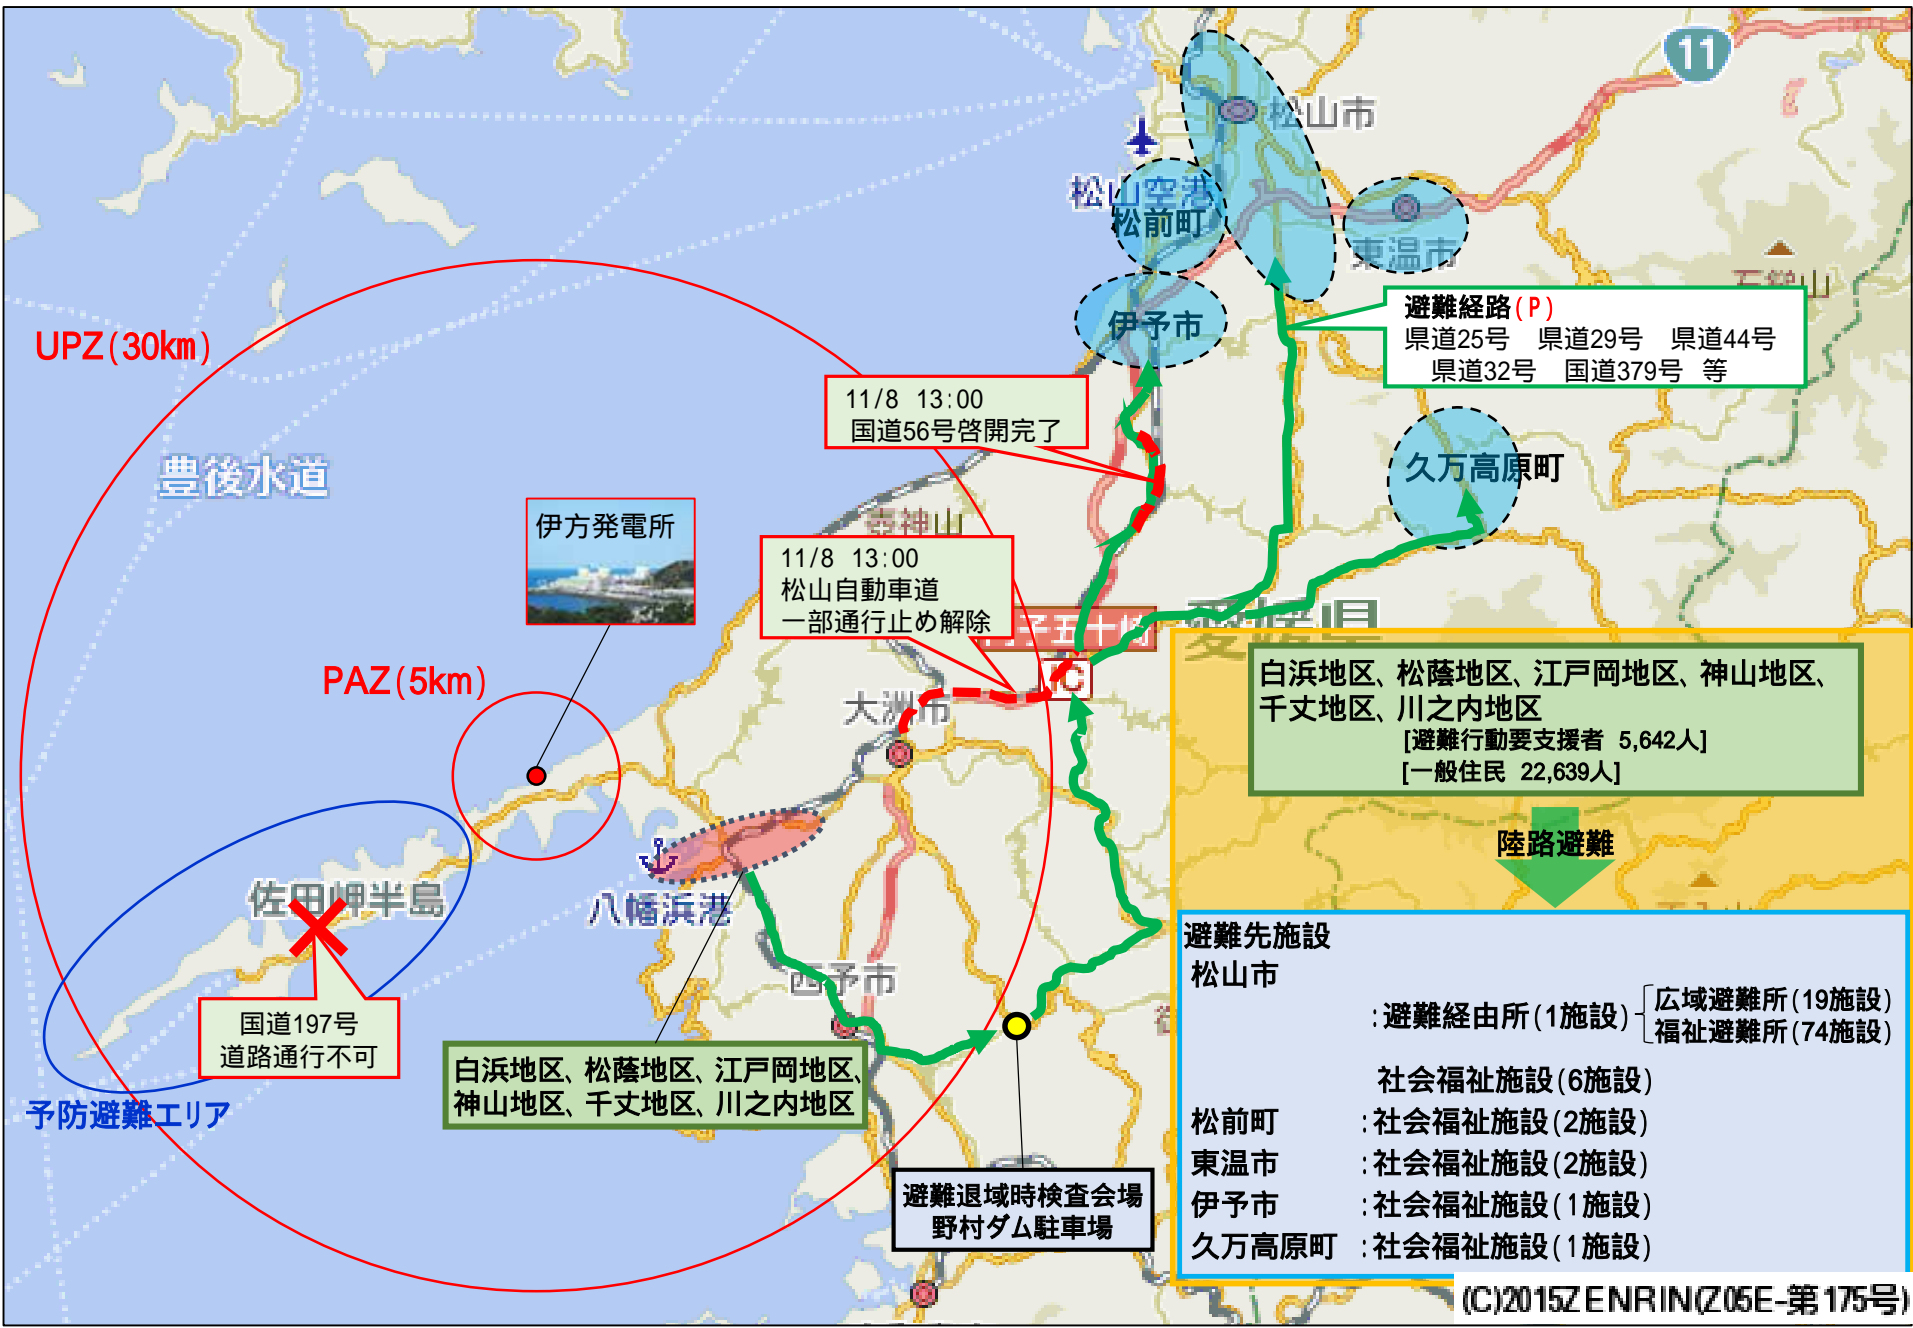 11
松山市
松山空港
松前町
東温市
石鎚山
伊予市
避難経路(P)
県道25号 県道29号 県道44号
県道32号 国道379号 等
UPZ(30km)
11/8 13:00
国道56号啓開完了
久万高原町
豊後水道
伊方発電所
壺神山
11/8 13:00
松山自動車道
一部通行止め解除
子五十崎
IC
愛媛県
PAZ(5km)
大洲市
白浜地区、松蔭地区、江戸岡地区、神山地区、
千丈地区、川之内地区
[避難行動要支援者 5,642人]
[一般住民 22,639人]
陸路避難
佐田岬半島
八幡浜港
西予市
国道197号
道路通行不可
予防避難エリア
白浜地区、松蔭地区、江戸岡地区、
神山地区、千丈地区、川之内地区
避難退域時検査会場
野村ダム駐車場
避難先施設
松山市
:避難経由所(1施設)
広域避難所(19施設)
福祉避難所(74施設)
社会福祉施設(6施設)
松前町 :社会福祉施設(2施設)
東温市 :社会福祉施設(2施設)
伊予市 :社会福祉施設(1施設)
久万高原町 :社会福祉施設(1施設)
(C)2015ZENRIN(Z05E-第175号)